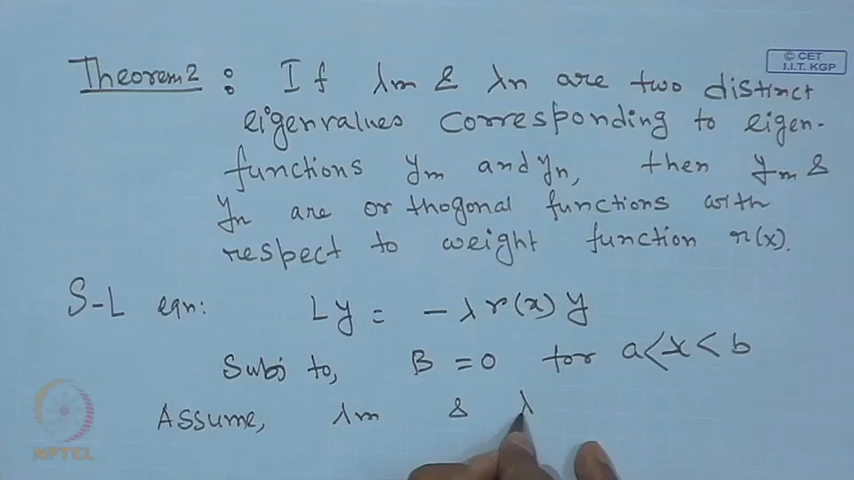 © CET
I.I.T. KGP
Theorem 2 : If λm & λn are two distinct
eigenvalues corresponding to eigen-
functions ym and yn, then ym &
yn are orthogonal functions with
respect to weight function r(x).
S-L eqn: Ly = - λ r(x) y
Subj to, B = 0 for a < x < b
Assume, λm & λ
NPTEL